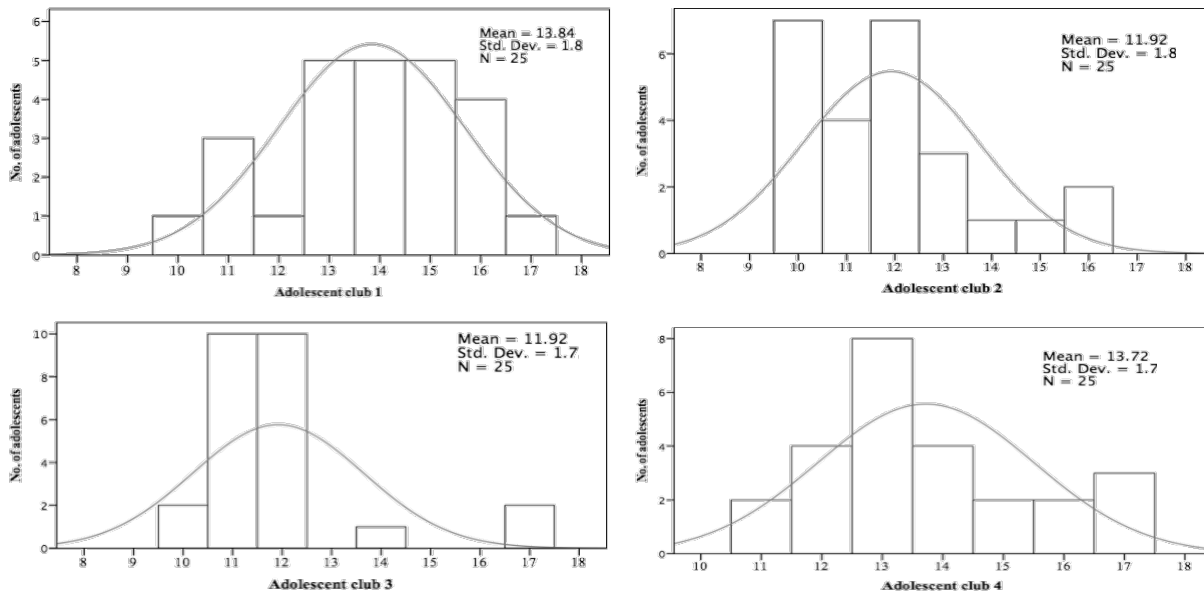 No. of adolescents
6
5
4
3
2
1
0
Mean = 13.84
Std. Dev. = 1.8
N = 25
8 9 10 11 12 13 14 15 16 17 18
Adolescent club 1
No. of adolescents
6
4
2
0
Mean = 11.92
Std. Dev. = 1.8
N = 25
8 9 10 11 12 13 14 15 16 17 18
Adolescent club 2
No. of adolescents
10
8
6
4
2
0
Mean = 11.92
Std. Dev. = 1.7
N = 25
8 9 10 11 12 13 14 15 16 17 18
Adolescent club 3
No. of adolescents
8
6
4
2
0
Mean = 13.72
Std. Dev. = 1.7
N = 25
10 11 12 13 14 15 16 17 18
Adolescent club 4